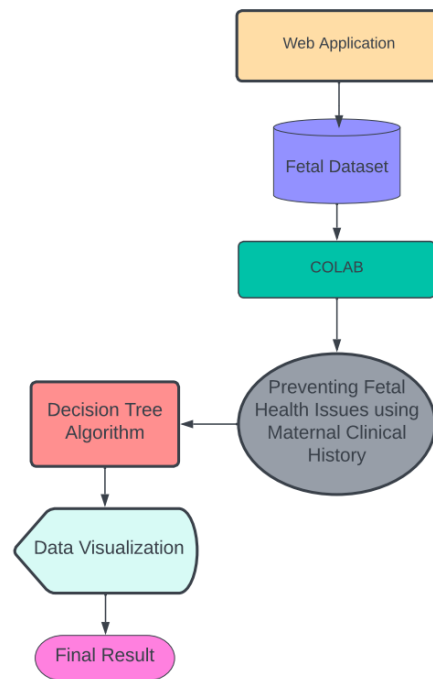 Web Application
Fetal Dataset
COLAB
Preventing Fetal
Health Issues using
Maternal Clinical
History
Decision Tree
Algorithm
Data Visualization
Final Result